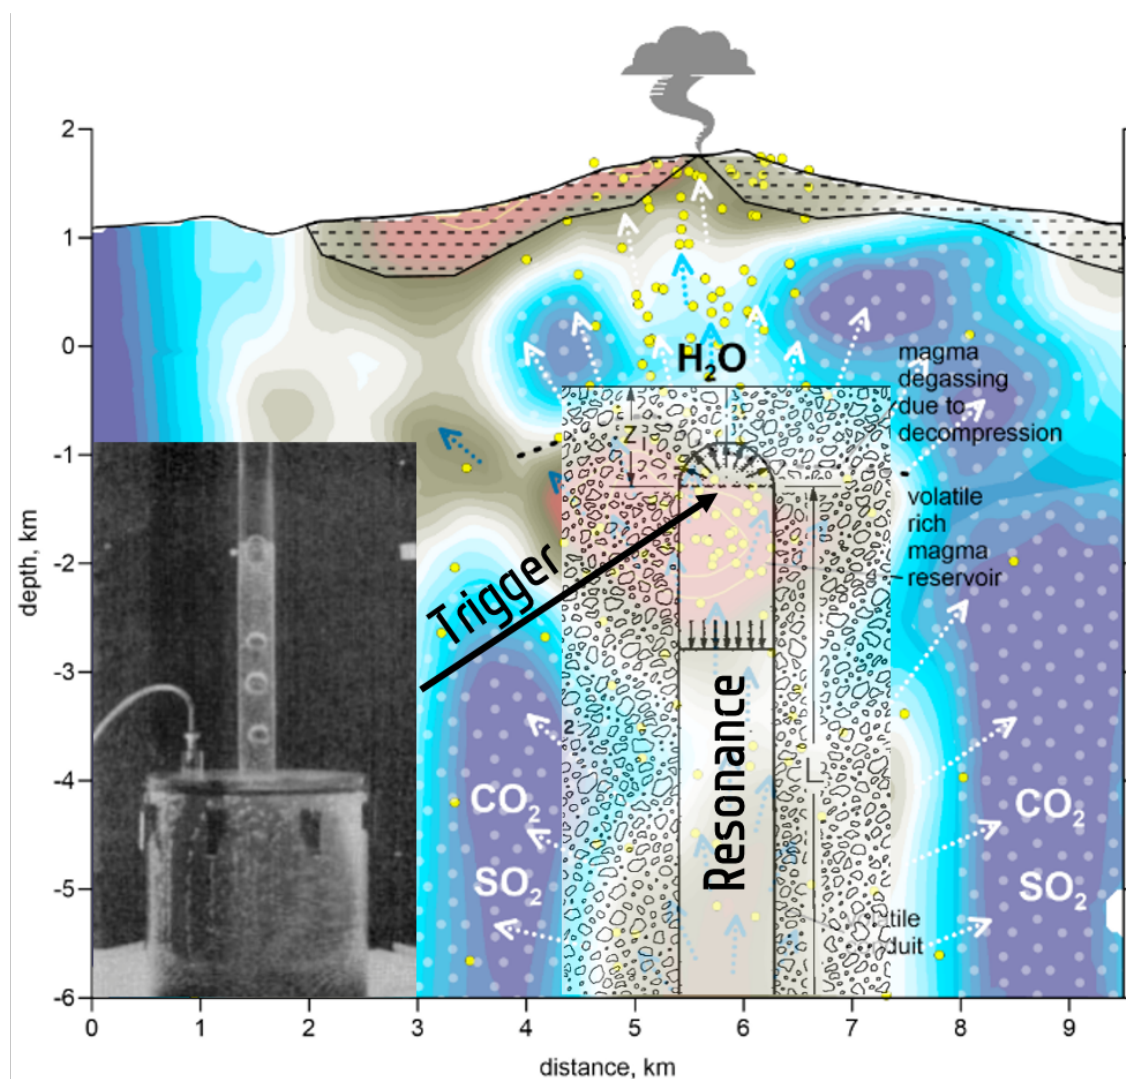 2
1
0
-1
-2
-3
-4
-5
-6
depth, km
H₂O
magma
degassing
due to
decompression
z₁
volatile
rich
magma
reservoir
Trigger
Resonance
L
2
CO₂
SO₂
CO₂
SO₂
0
1
2
3
4
5
6
7
8
9
distance, km